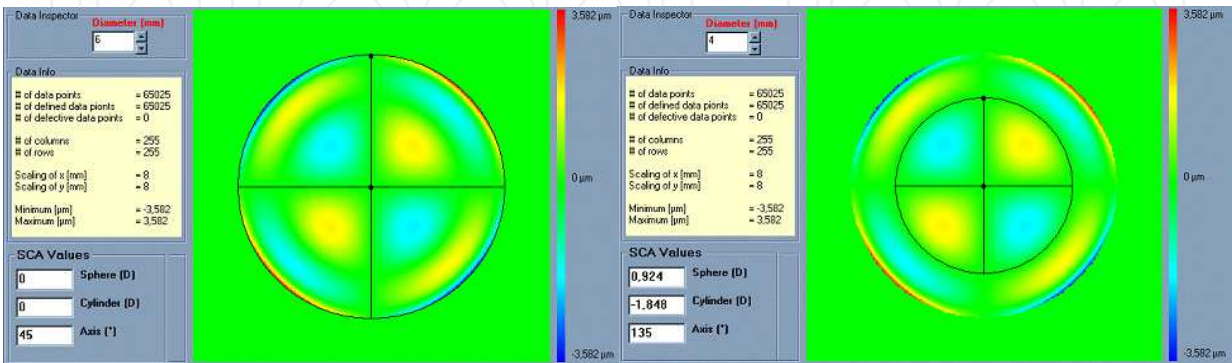 Data Inspector
Diameter (mm)
6
Data Info
# of data points = 65025
# of defined data pionts = 65025
# of defective data points = 0
# of columns = 255
# of rows = 255
Scaling of x [mm] = 8
Scaling of y [mm] = 8
Minimum [µm] = -3,582
Maximum [µm] = 3,582
SCA Values
0 Sphere (D)
0 Cylinder (D)
45 Axis (°)
3,582 µm
0 µm
-3,582 µm
Data Inspector
Diameter (mm)
4
Data Info
# of data points = 65025
# of defined data pionts = 65025
# of defective data points = 0
# of columns = 255
# of rows = 255
Scaling of x [mm] = 8
Scaling of y [mm] = 8
Minimum [µm] = -3,582
Maximum [µm] = 3,582
SCA Values
0,924 Sphere (D)
-1,848 Cylinder (D)
135 Axis (°)
3,582 µm
0 µm
-3,582 µm